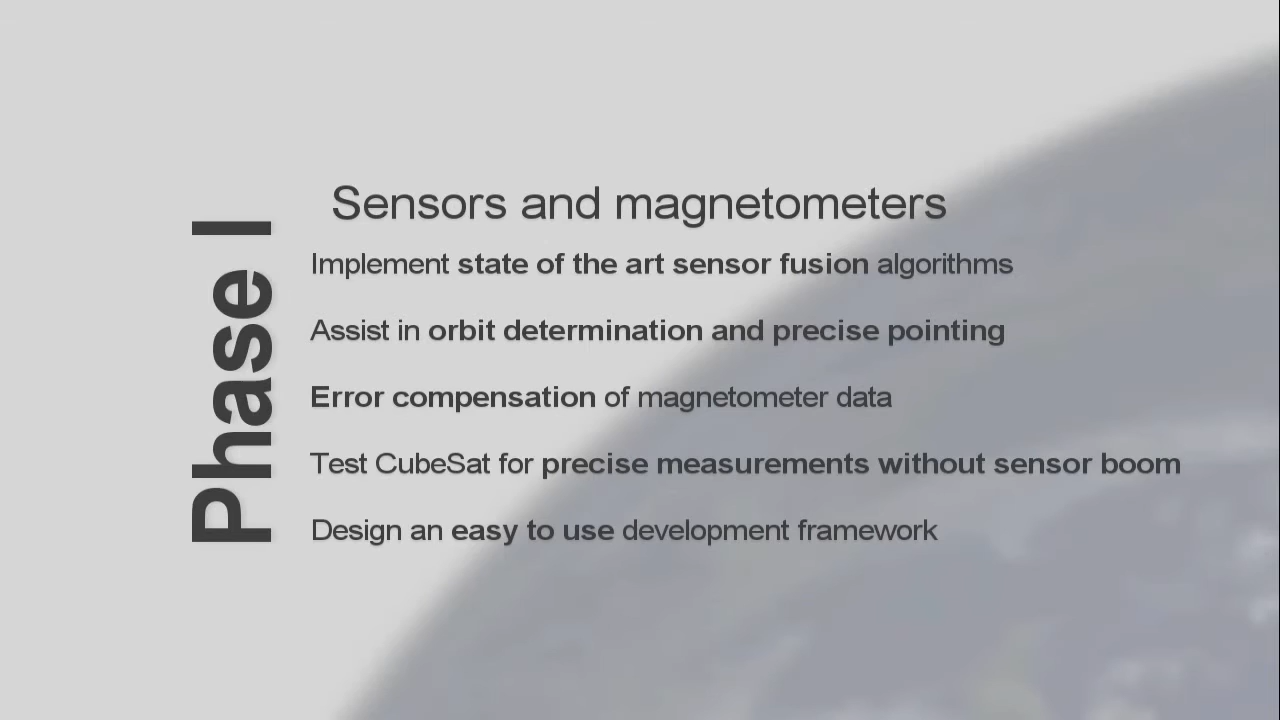 Phase I
Sensors and magnetometers
Implement state of the art sensor fusion algorithms
Assist in orbit determination and precise pointing
Error compensation of magnetometer data
Test CubeSat for precise measurements without sensor boom
Design an easy to use development framework